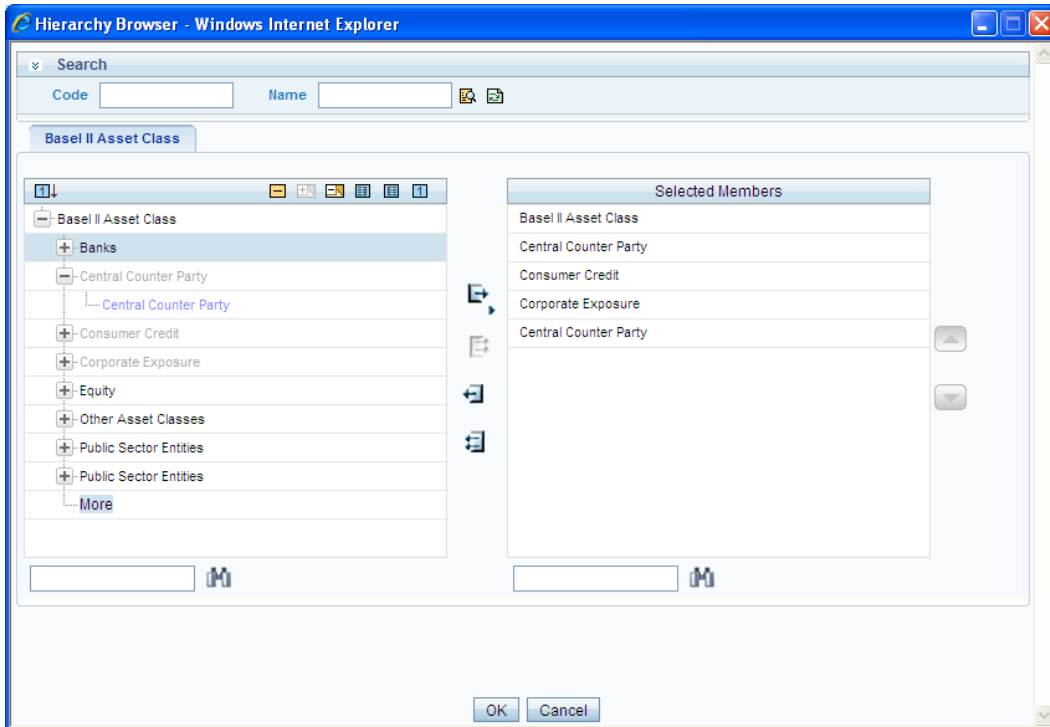 Hierarchy Browser - Windows Internet Explorer
Search
Code Name
Basel II Asset Class
1 1
Basel II Asset Class
Banks
Central Counter Party
Central Counter Party
Consumer Credit
Corporate Exposure
Equity
Other Asset Classes
Public Sector Entities
Public Sector Entities
More
Selected Members
Basel II Asset Class
Central Counter Party
Consumer Credit
Corporate Exposure
Central Counter Party
OK Cancel